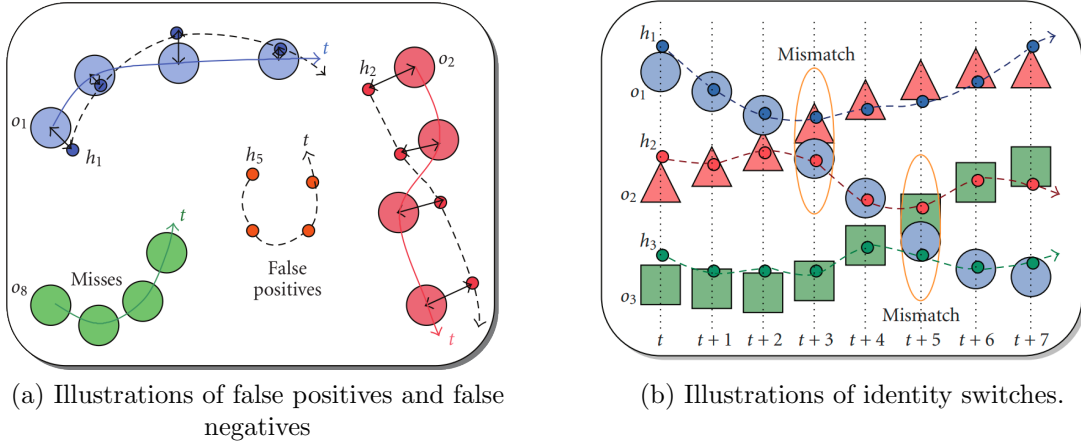 t
h₂
o₂
o₁
h₁
h₅
t
t
Misses
False
positives
o₈
t
h₁
Mismatch
o₁
h₂
o₂
h₃
o₃
Mismatch
t
t + 1
t + 2
t + 3
t + 4
t + 5
t + 6
t + 7
(a) Illustrations of false positives and false
negatives
(b) Illustrations of identity switches.